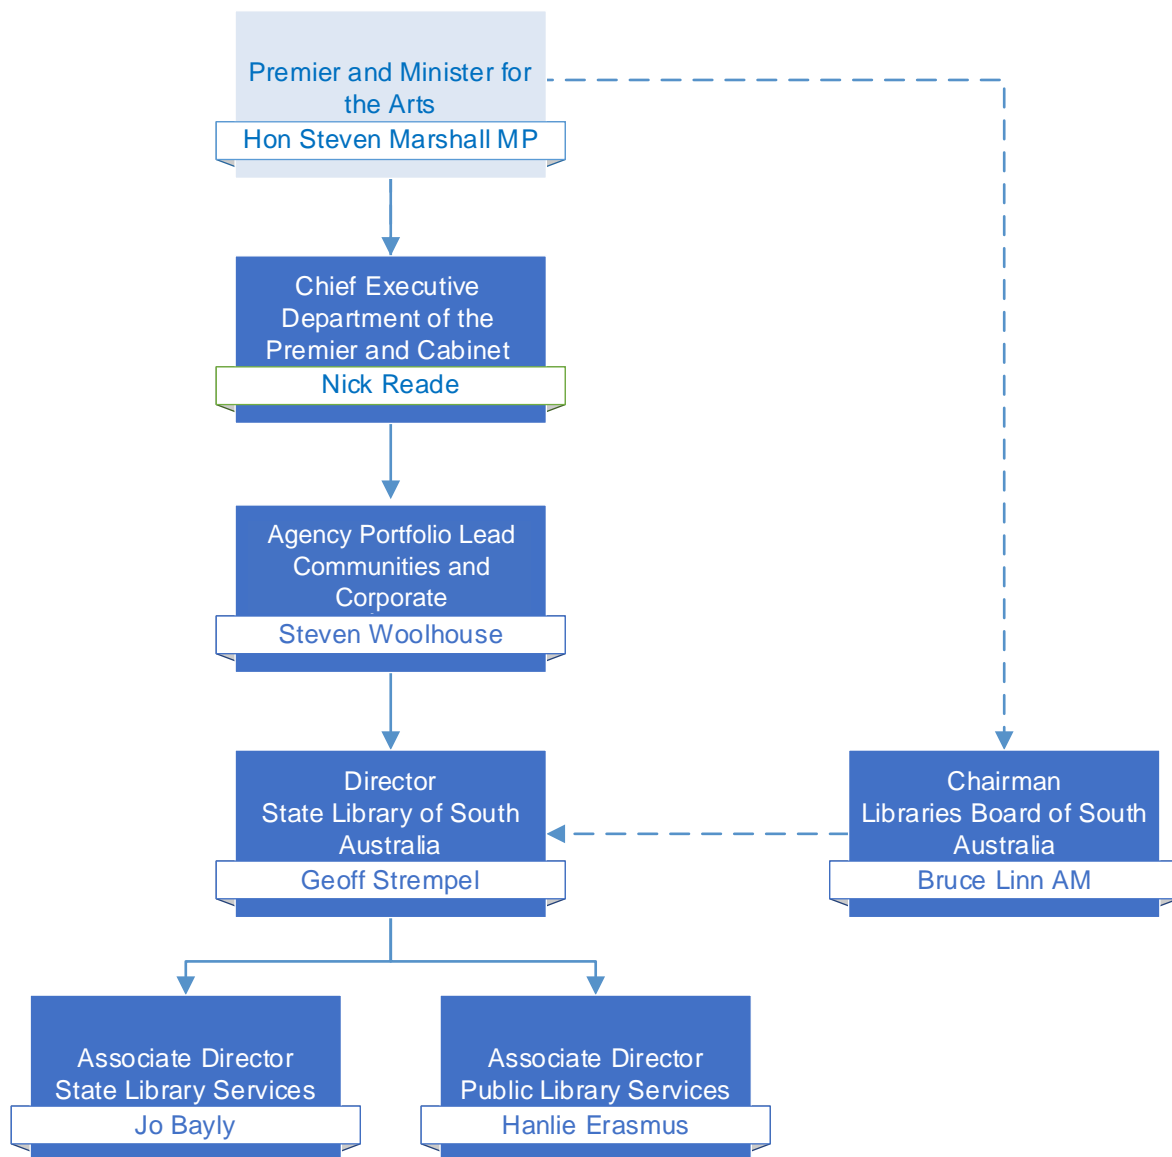 Premier and Minister for
the Arts
Hon Steven Marshall MP
Chief Executive
Department of the
Premier and Cabinet
Nick Reade
Agency Portfolio Lead
Communities and
Corporate
Steven Woolhouse
Director
State Library of South
Australia
Geoff Strempel
Chairman
Libraries Board of South
Australia
Bruce Linn AM
Associate Director
State Library Services
Jo Bayly
Associate Director
Public Library Services
Hanlie Erasmus